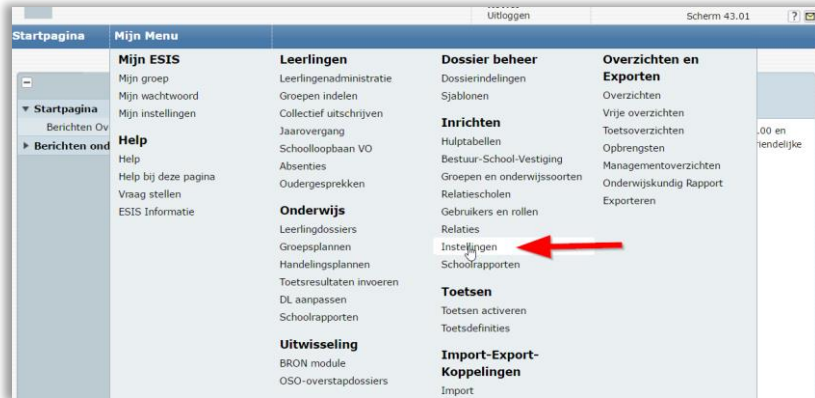 Uitloggen
Scherm 43.01
?
Startpagina
Mijn Menu
Startpagina
Berichten Ov
Berichten ond
Mijn ESIS
Mijn groep
Mijn wachtwoord
Mijn instellingen
Help
Help
Help bij deze pagina
Vraag stellen
ESIS Informatie
Leerlingen
Leerlingenadministratie
Groepen indelen
Collectief uitschrijven
Jaarovergang
Schoolloopbaan VO
Absenties
Oudergesprekken
Onderwijs
Leerlingdossiers
Groepsplannen
Handelingsplannen
Toetsresultaten invoeren
DL aanpassen
Schoolrapporten
Uitwisseling
BRON module
OSO-overstapdossiers
Dossier beheer
Dossierindelingen
Sjablonen
Inrichten
Hulptabellen
Bestuur-School-Vestiging
Groepen en onderwijssoorten
Relatiescholen
Gebruikers en rollen
Relaties
Instellingen
Schoolrapporten
Toetsen
Toetsen activeren
Toetsdefinities
Import-Export-
Koppelingen
Import
Overzichten en
Exporten
Overzichten
Vrije overzichten
Toetsoverzichten
Opbrengsten
Managementoverzichten
Onderwijskundig Rapport
Exporteren
.00 en
riendelijke